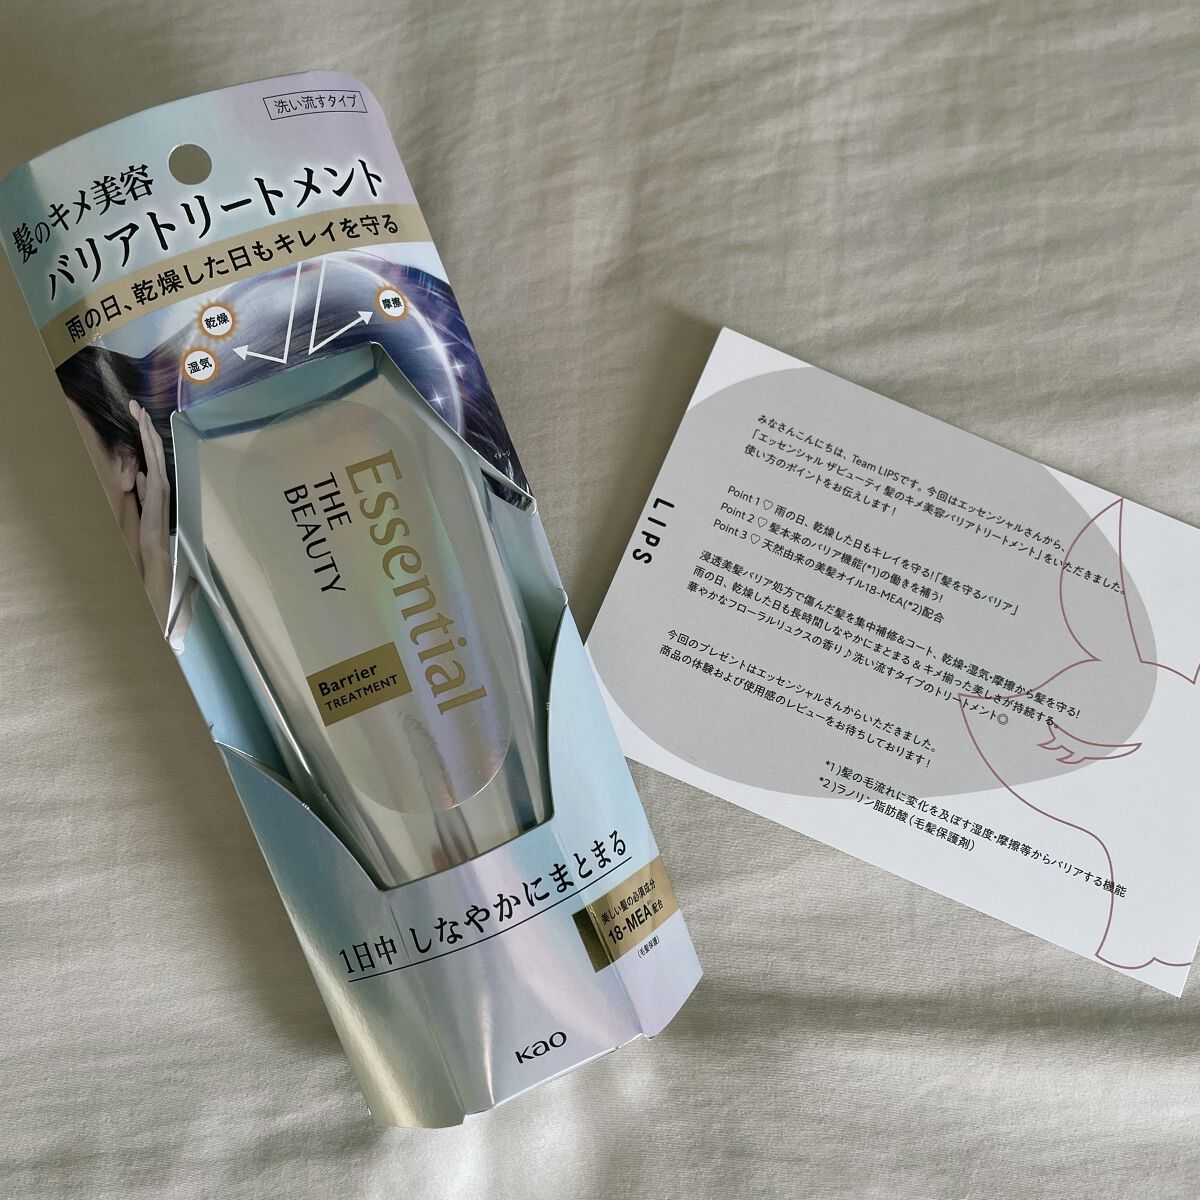 洗い流すタイプ
髪のキメ美容
バリアトリートメント
雨の日、乾燥した日もキレイを守る
乾燥
摩擦
湿気
イメージ
Essential
THE
BEAUTY
Barrier
TREATMENT
1日中 しなやかにまとまる
美しい髪の必須成分
18-MEA配合
(毛髪保護)
Kao
LIPS
みなさんこんにちは、Team LIPSです。今回はエッセンシャルさんから、
「エッセンシャル ザビューティ 髪のキメ美容バリアトリートメント」をいただきました。
使い方のポイントをお伝えします！
Point 1 ♡ 雨の日、乾燥した日もキレイを守る!「髪を守るバリア」
Point 2 ♡ 髪本来のバリア機能(*1)の働きを補う!
Point 3 ♡ 天然由来の美髪オイル18-MEA(*2)配合
浸透美髪バリア処方で傷んだ髪を集中補修&コート、乾燥・湿気・摩擦から髪を守る!
雨の日、乾燥した日も長時間しなやかにまとまる & キメ揃った美しさが持続する。
華やかなフローラルリュクスの香り♪洗い流すタイプのトリートメント◎
今回のプレゼントはエッセンシャルさんからいただきました。
商品の体験および使用感のレビューをお待ちしております！
*1)髪の毛流れに変化を及ぼす湿度・摩擦等からバリアする機能
*2)ラノリン脂肪酸（毛髪保護剤）